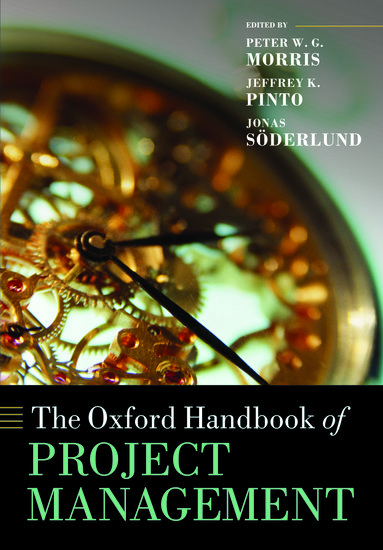 EDITED BY
PETER W. G.
MORRIS
JEFFREY K.
PINTO
JONAS
SÖDERLUND
The Oxford Handbook of
PROJECT
MANAGEMENT